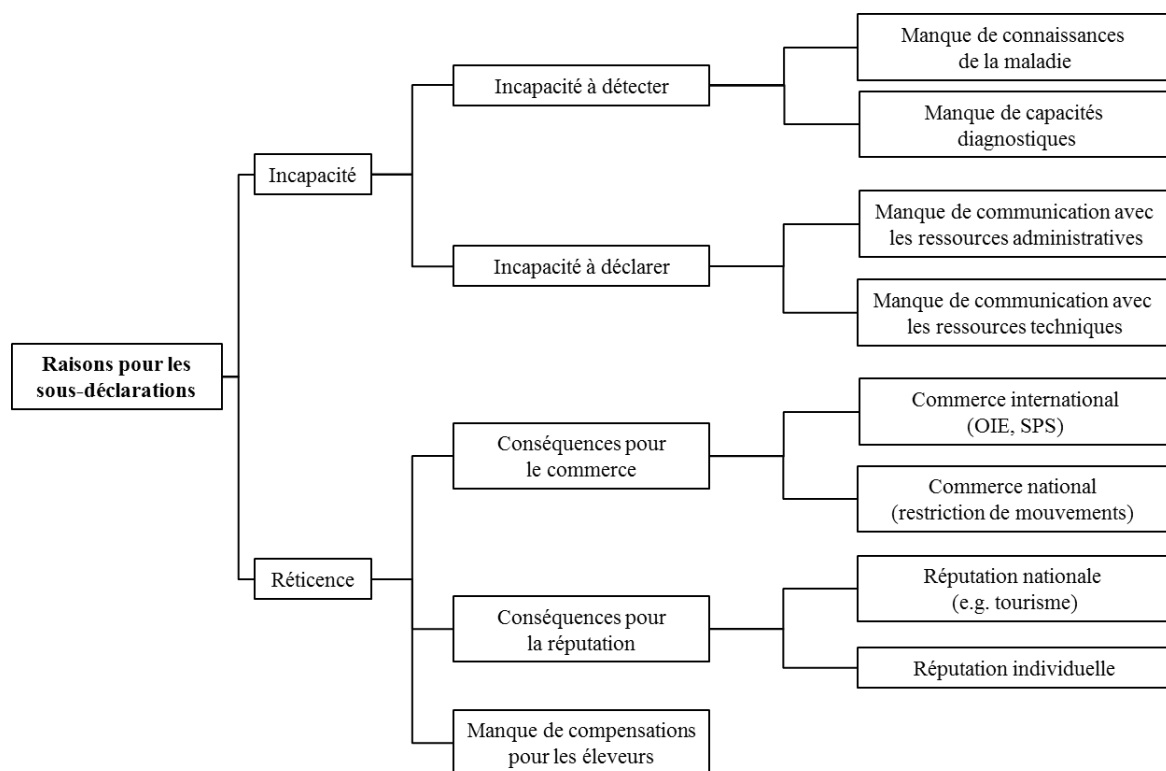 Raisons pour les
sous-déclarations
Incapacité
Incapacité à détecter
Manque de connaissances
de la maladie
Manque de capacités
diagnostiques
Incapacité à déclarer
Manque de communication avec
les ressources administratives
Manque de communication avec
les ressources techniques
Réticence
Conséquences pour
le commerce
Commerce international
(OIE, SPS)
Commerce national
(restriction de mouvements)
Conséquences pour
la réputation
Réputation nationale
(e.g. tourisme)
Réputation individuelle
Manque de compensations
pour les éleveurs